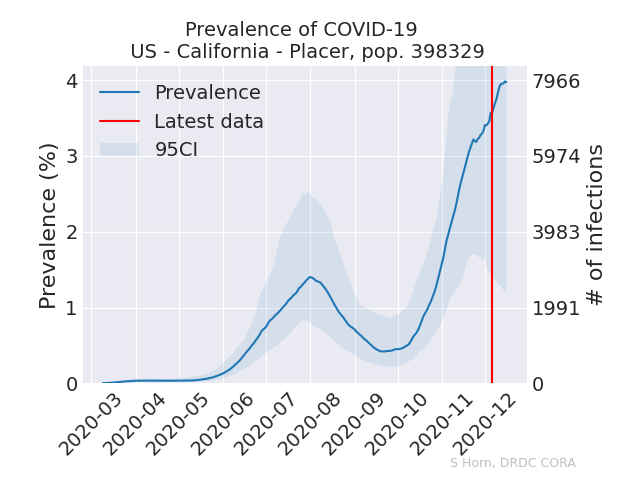 Prevalence of COVID-19
US - California - Placer, pop. 398329
Prevalence
Latest data
95CI
Prevalence (%)
4
3
2
1
0
7966
5974
3983
1991
0
# of infections
2020-03
2020-04
2020-05
2020-06
2020-07
2020-08
2020-09
2020-10
2020-11
2020-12
S Horn, DRDC CORA